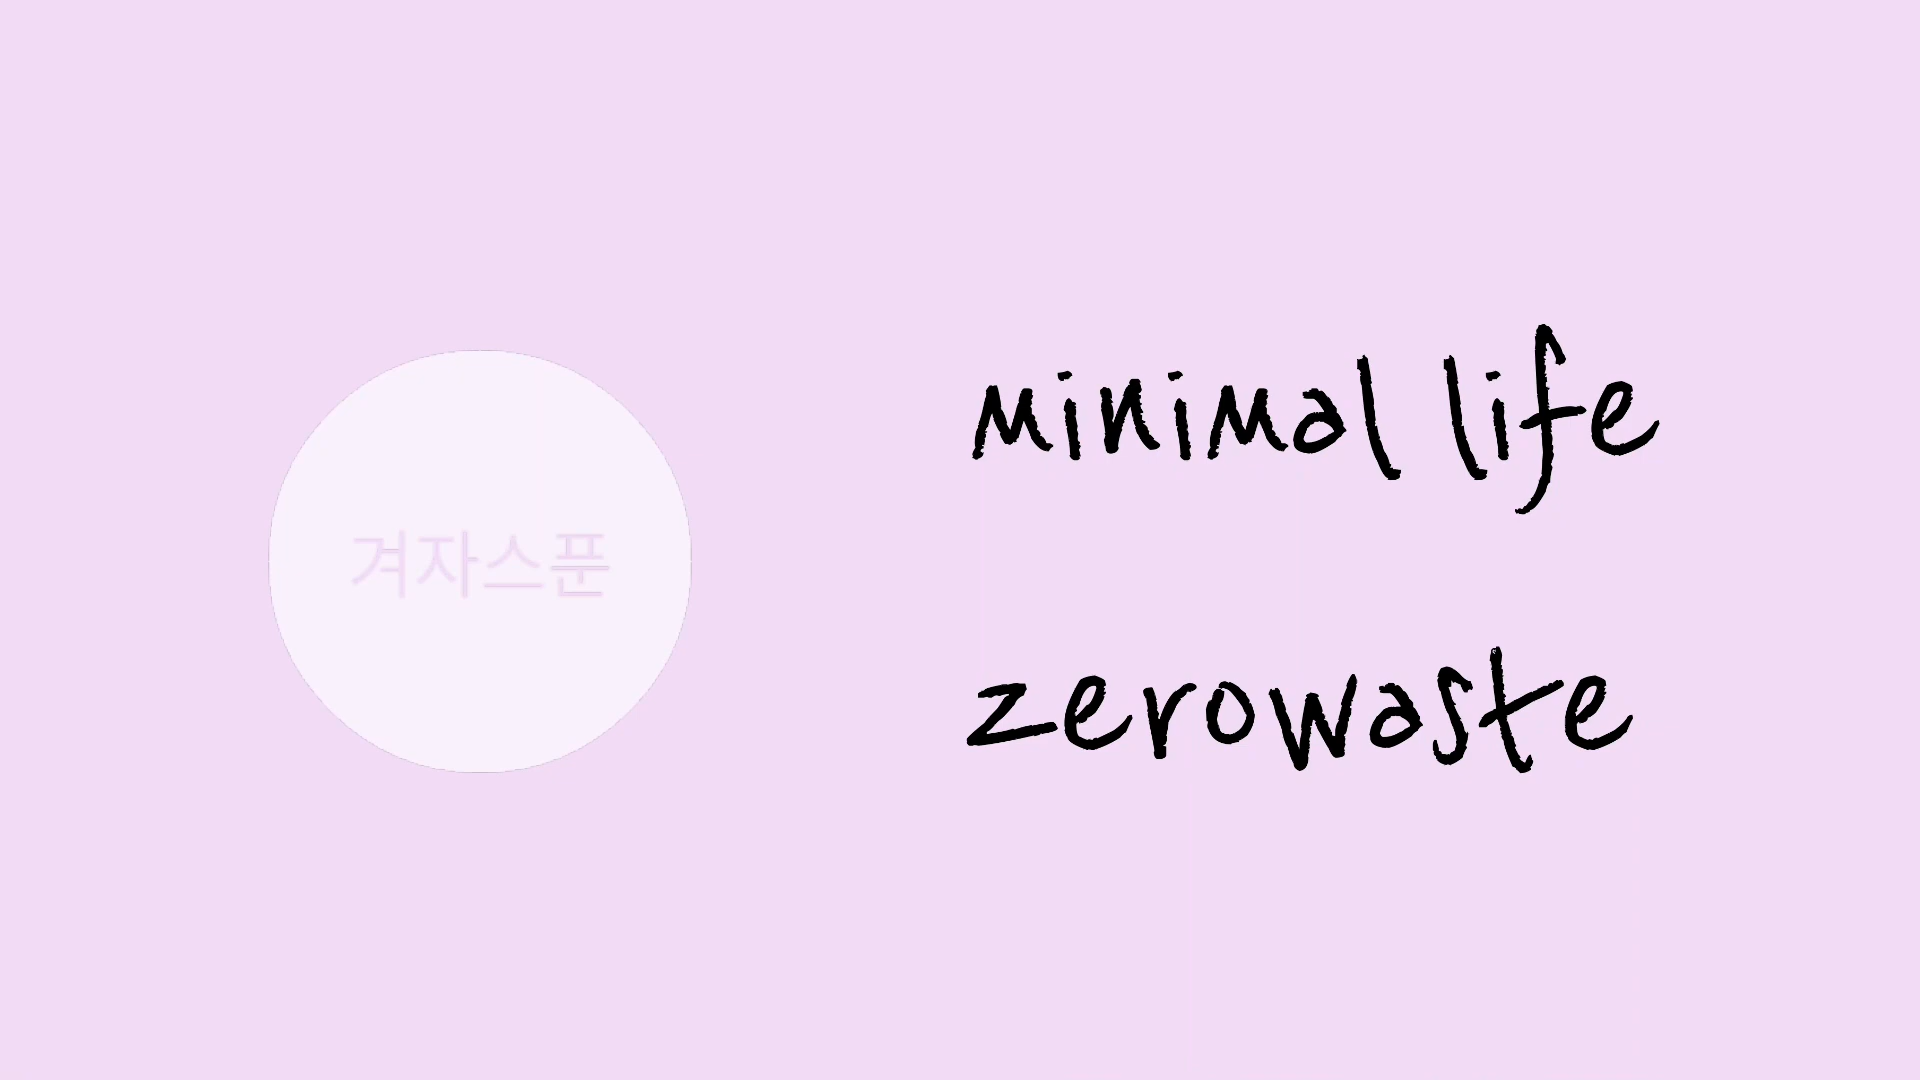 겨자스푼
minimal life
zerowaste